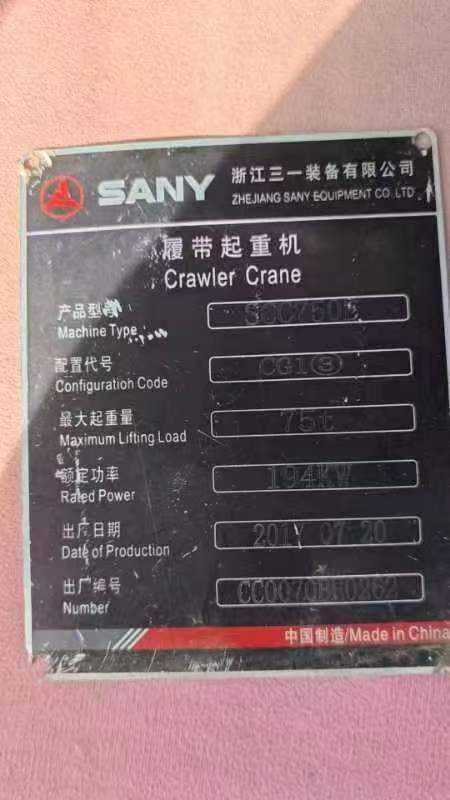 SANY 浙江三一装备有限公司
ZHEJIANG SANY EQUIPMENT CO.,LTD
履带起重机
Crawler Crane
产品型
Machine Type
配置代号 CGI③
Configuration Code
最大起重量 75t
Maximum Lifting Load
额定功率 194KW
Rated Power
出厂日期 07 20
Date of Production
出厂编号
Number
中国制造/Made in China